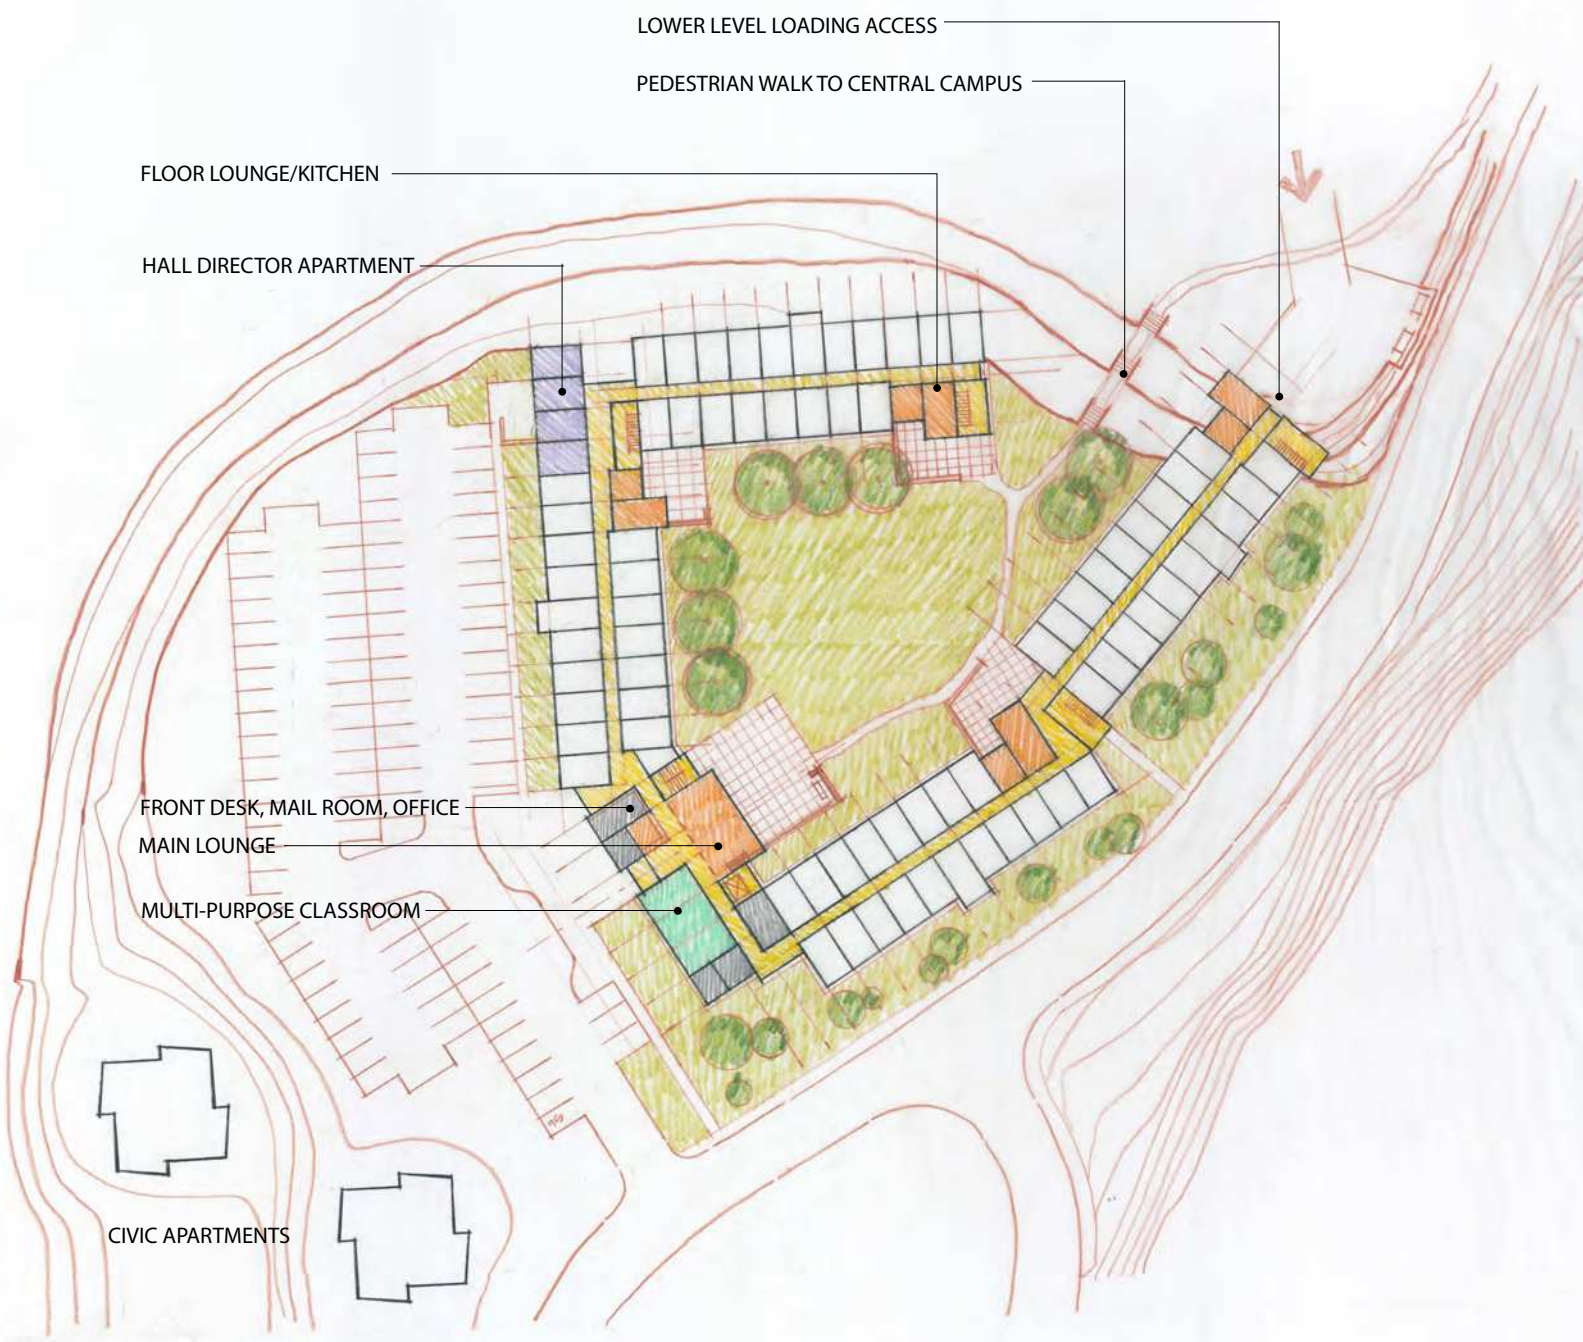 LOWER LEVEL LOADING ACCESS
PEDESTRIAN WALK TO CENTRAL CAMPUS
FLOOR LOUNGE/KITCHEN
HALL DIRECTOR APARTMENT
FRONT DESK, MAIL ROOM, OFFICE
MAIN LOUNGE
MULTI-PURPOSE CLASSROOM
CIVIC APARTMENTS